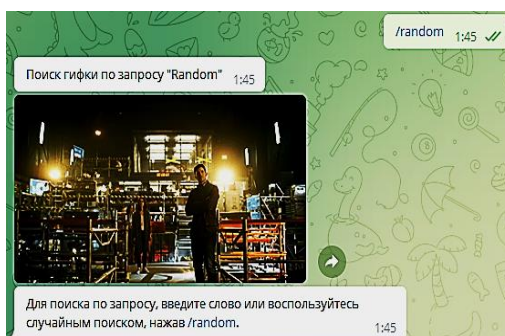 /random 1:45
Поиск гифки по запросу "Random" 1:45
Для поиска по запросу, введите слово или воспользуйтесь
случайным поиском, нажав /random. 1:45